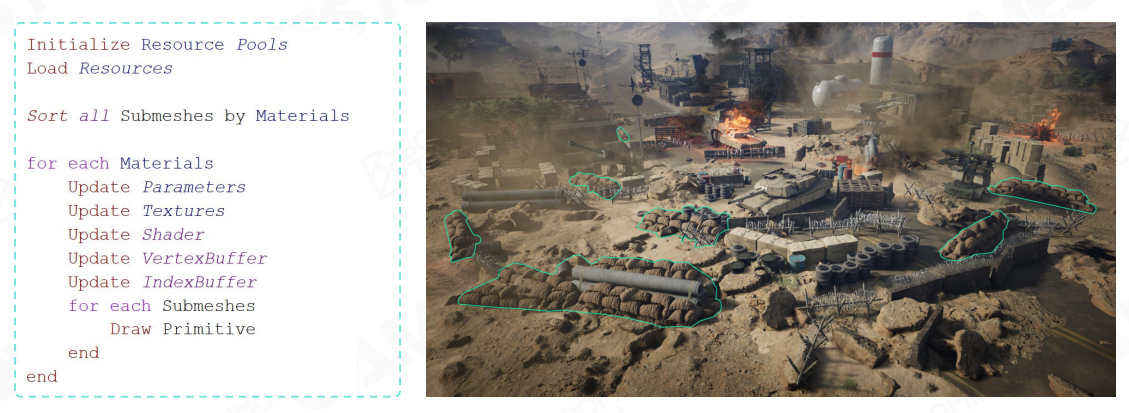 Initialize Resource Pools
Load Resources
Sort all Submeshes by Materials
for each Materials
Update Parameters
Update Textures
Update Shader
Update VertexBuffer
Update IndexBuffer
for each Submeshes
Draw Primitive
end
end